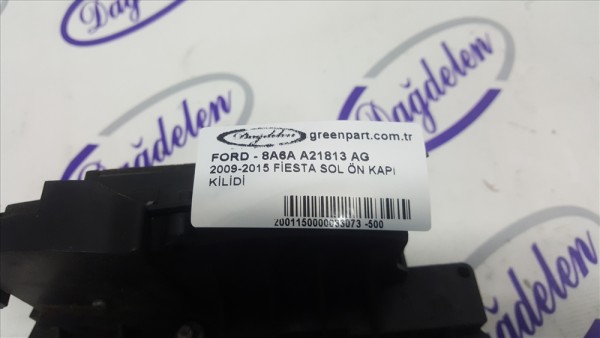 Dağdelen
Dağdelen
Dağdelen greenpart.com.tr
FORD - 8A6A A21813 AG
2009-2015 FİESTA SOL ÖN KAPI
KİLİDİ
-500
Dağdelen